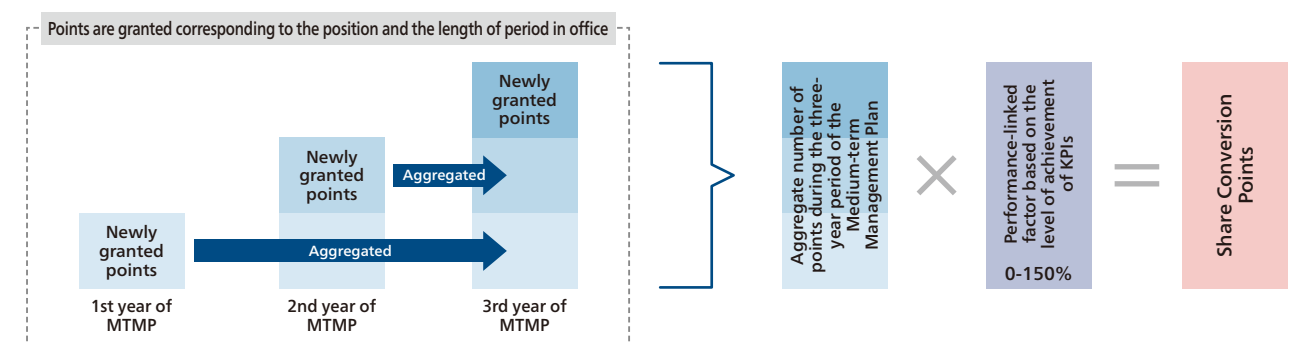 Points are granted corresponding to the position and the length of period in office
Newly
granted
points
Newly
granted
points
Newly
granted
points
Aggregated
Aggregated
1st year of
MTMP
2nd year of
MTMP
3rd year of
MTMP
Aggregate number of
points during the three-
year period of the
Medium-term
Management Plan
×
Performance-linked
factor based on the
level of achievement
of KPIs
0-150%
=
Share Conversion
Points